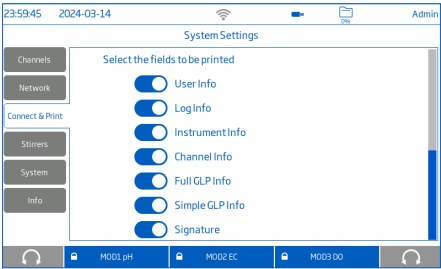 23:59:45 2024-03-14 0% Admin
System Settings
Channels
Network
Connect & Print
Stirrers
System
Info
Select the fields to be printed
User Info
Log Info
Instrument Info
Channel Info
Full GLP Info
Simple GLP Info
Signature
MOD1 pH MOD2 EC MOD3 DO